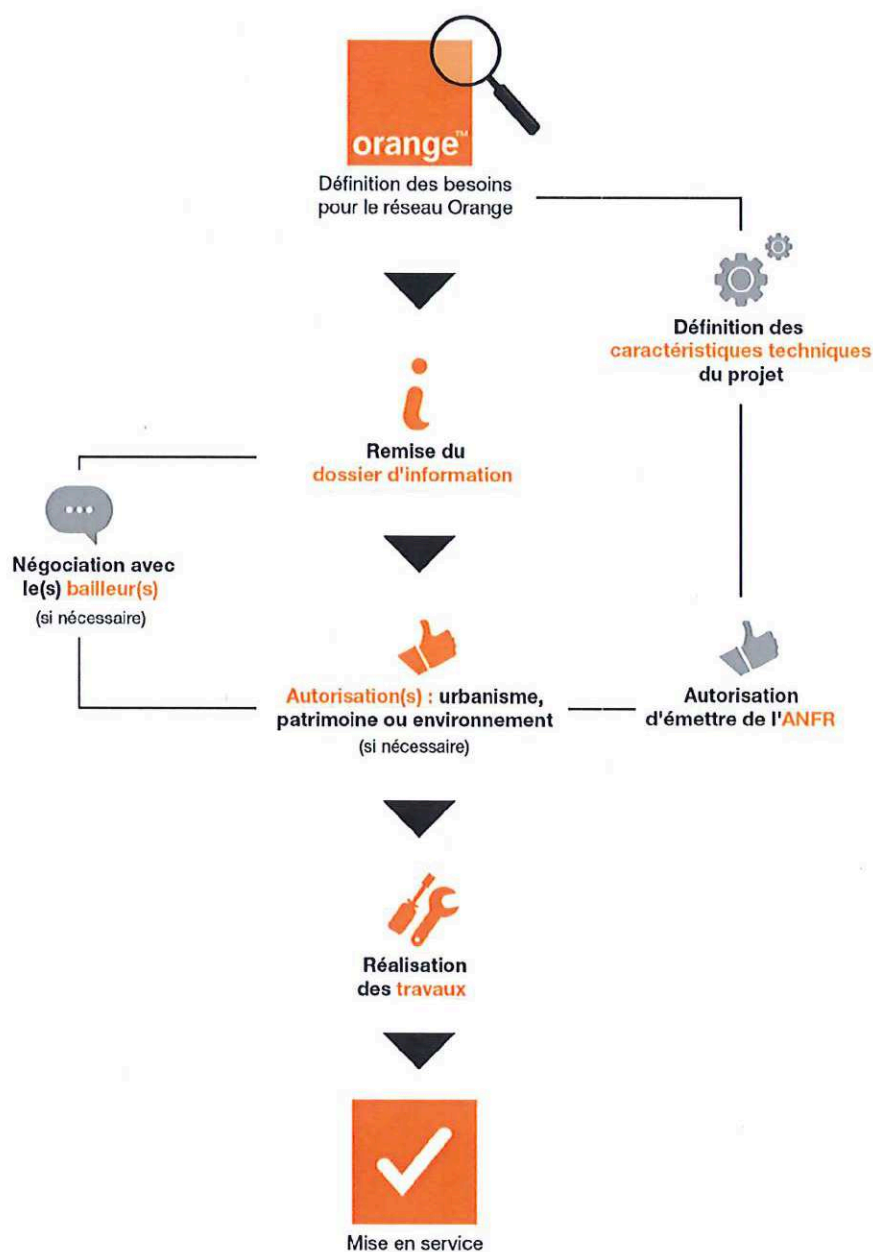 orange™
Définition des besoins
pour le réseau Orange
Définition des
caractéristiques techniques
du projet
Remise du
dossier d'information
Négociation avec
le(s) bailleur(s)
(si nécessaire)
Autorisation(s) : urbanisme,
patrimoine ou environnement
(si nécessaire)
Autorisation
d'émettre de l'ANFR
Réalisation
des travaux
Mise en service